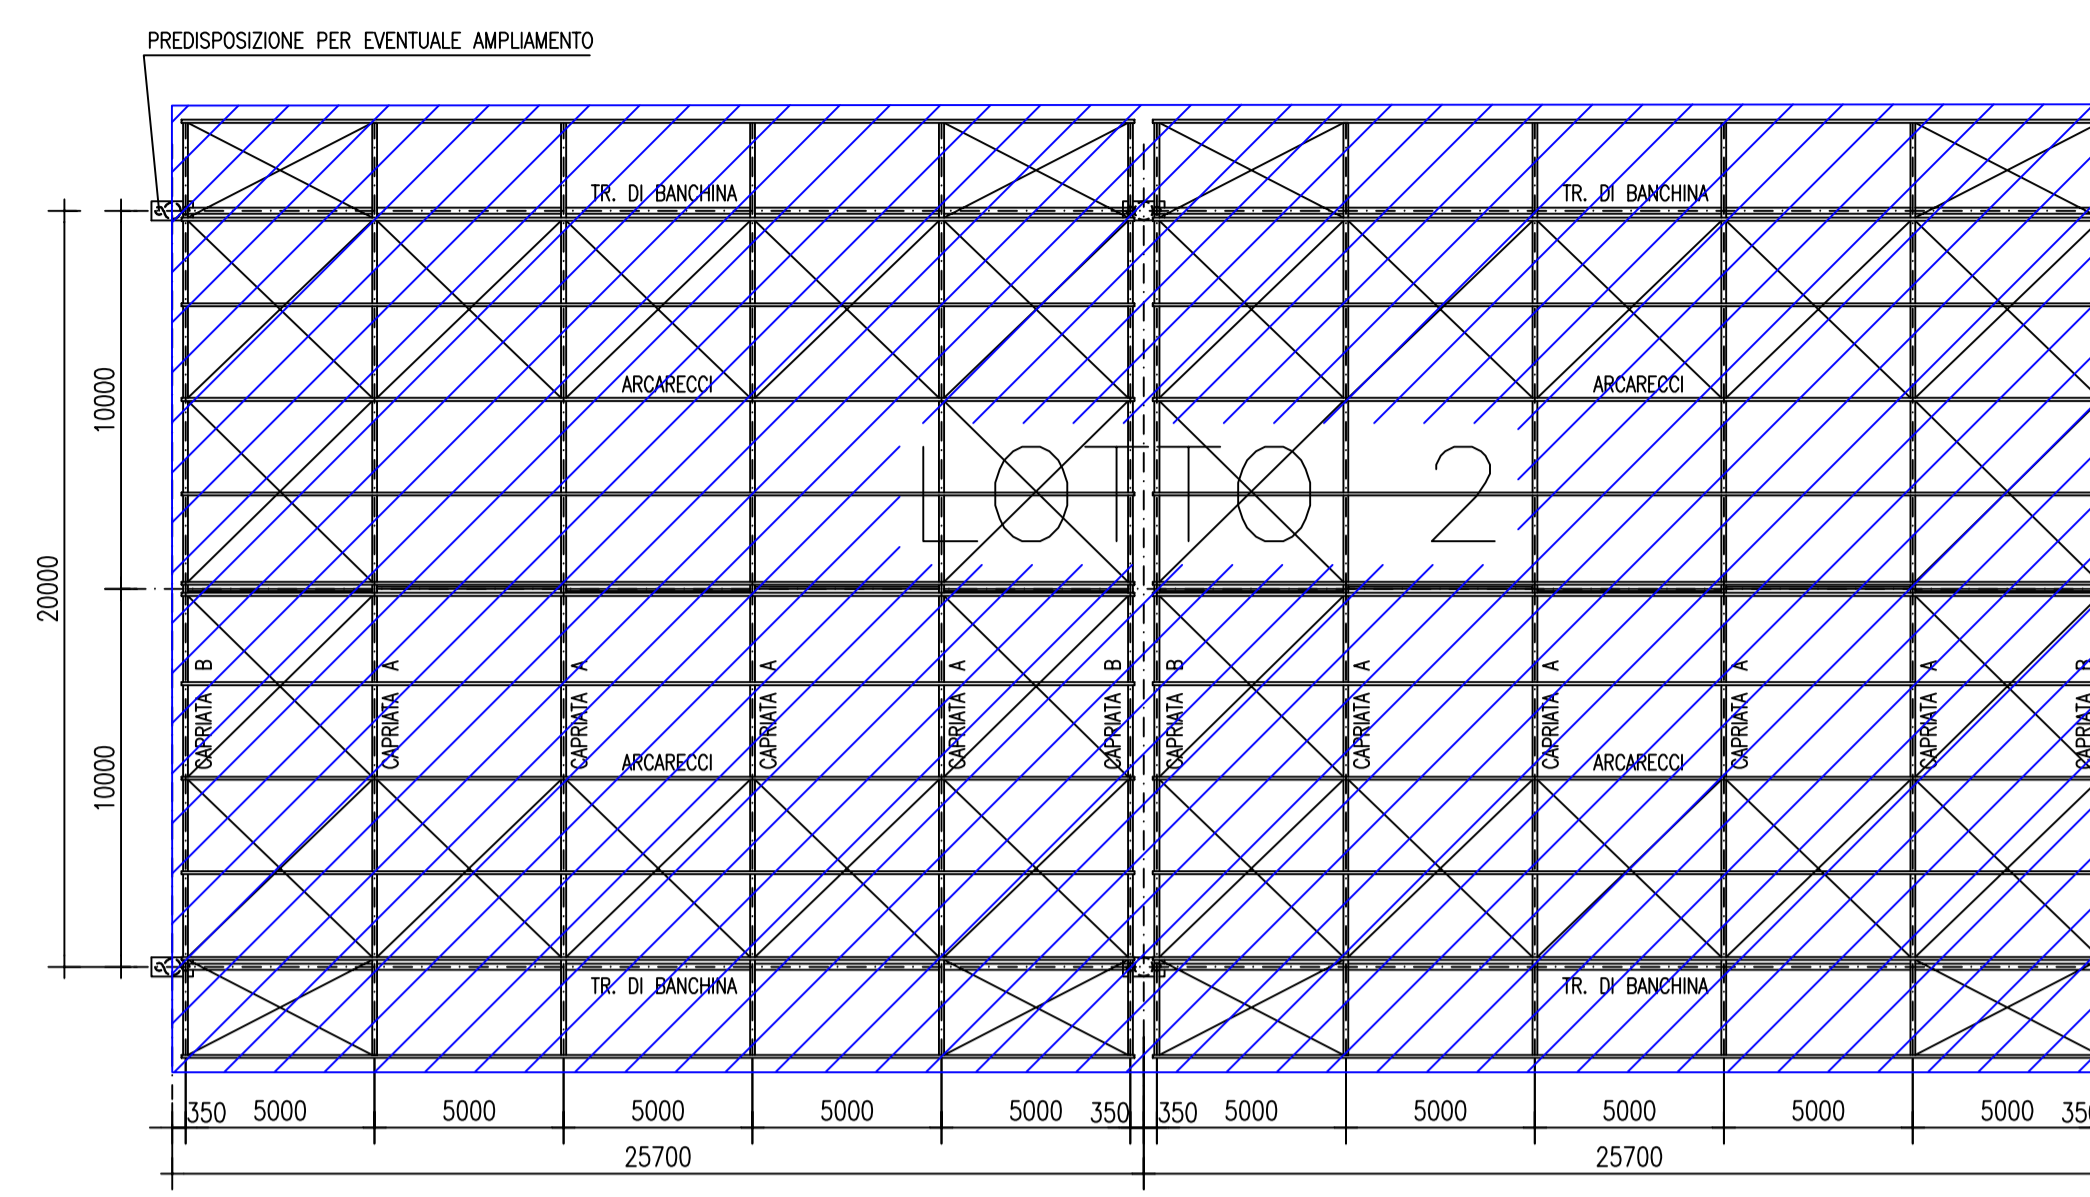 PREDISPOSIZIONE PER EVENTUALE AMPLIAMENTO
TR. DI BANCHINA TR. DI BANCHINA
10000
ARCARECCI ARCARECCI
LOTTO 2
20000
CAPRIATA B CAPRIATA A CAPRIATA A CAPRIATA A CAPRIATA A CAPRIATA B CAPRIATA B CAPRIATA A CAPRIATA A CAPRIATA A CAPRIATA A CAPRIATA B
10000
ARCARECCI ARCARECCI
TR. DI BANCHINA TR. DI BANCHINA
350 5000 5000 5000 5000 5000 350 350 5000 5000 5000 5000 5000 350
25700 25700